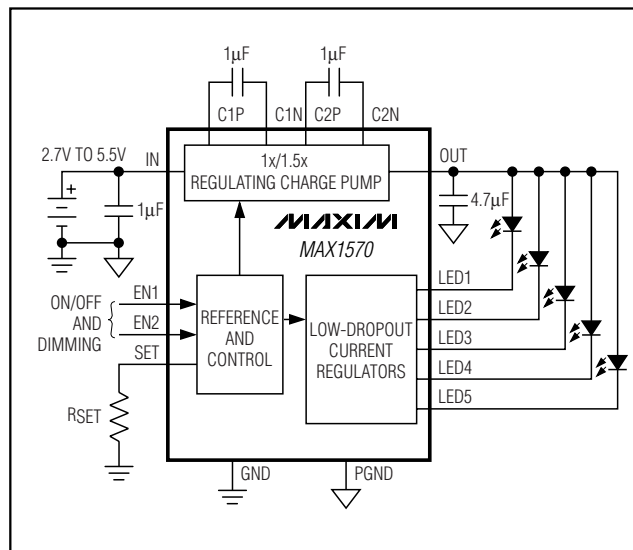 1µF 1µF
C1P C1N C2P C2N
2.7V TO 5.5V IN OUT
1x/1.5x
REGULATING CHARGE PUMP
1µF 4.7µF
MAXIM
MAX1570
LED1
EN1
LED2
ON/OFF
AND
DIMMING
EN2
REFERENCE
AND
CONTROL
LOW-DROPOUT
CURRENT
REGULATORS
LED3
SET
LED4
LED5
RSET
GND PGND